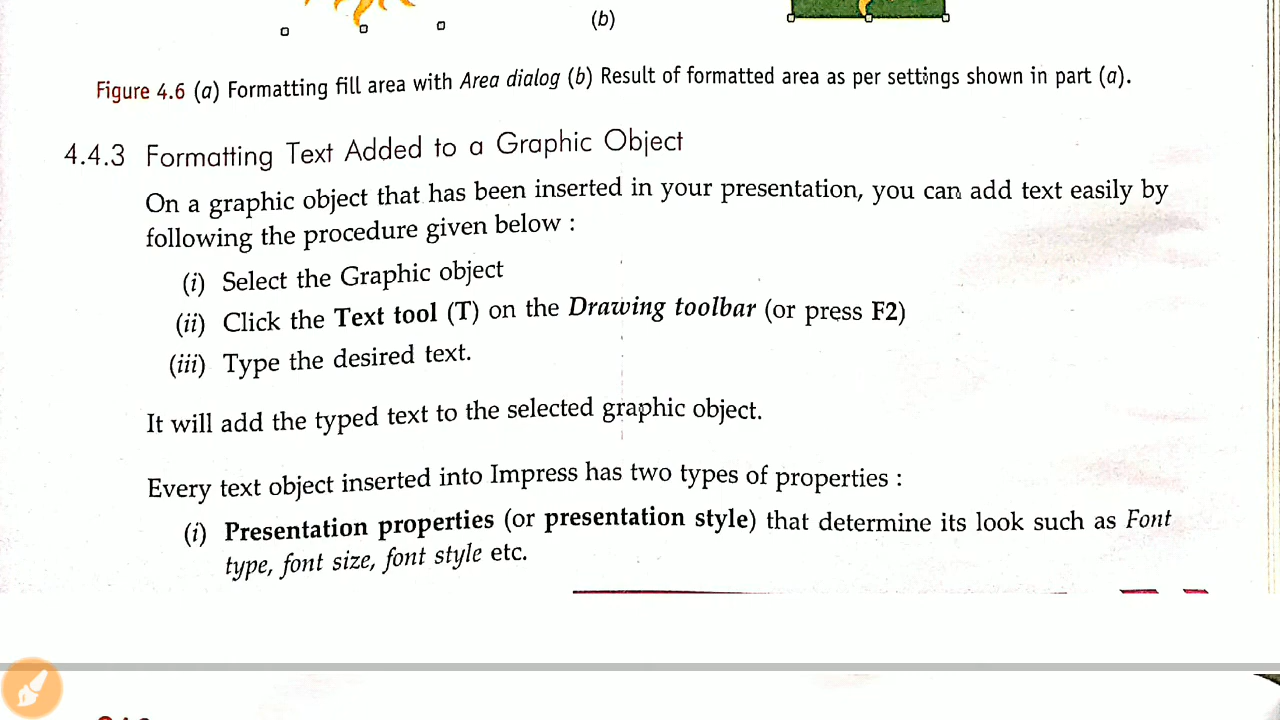 (b)
Figure 4.6 (a) Formatting fill area with Area dialog (b) Result of formatted area as per settings shown in part (a).
4.4.3 Formatting Text Added to a Graphic Object
On a graphic object that has been inserted in your presentation, you can add text easily by
following the procedure given below :
(i) Select the Graphic object
(ii) Click the Text tool (T) on the Drawing toolbar (or press F2)
(iii) Type the desired text.
It will add the typed text to the selected graphic object.
Every text object inserted into Impress has two types of properties :
(i) Presentation properties (or presentation style) that determine its look such as Font
type, font size, font style etc.